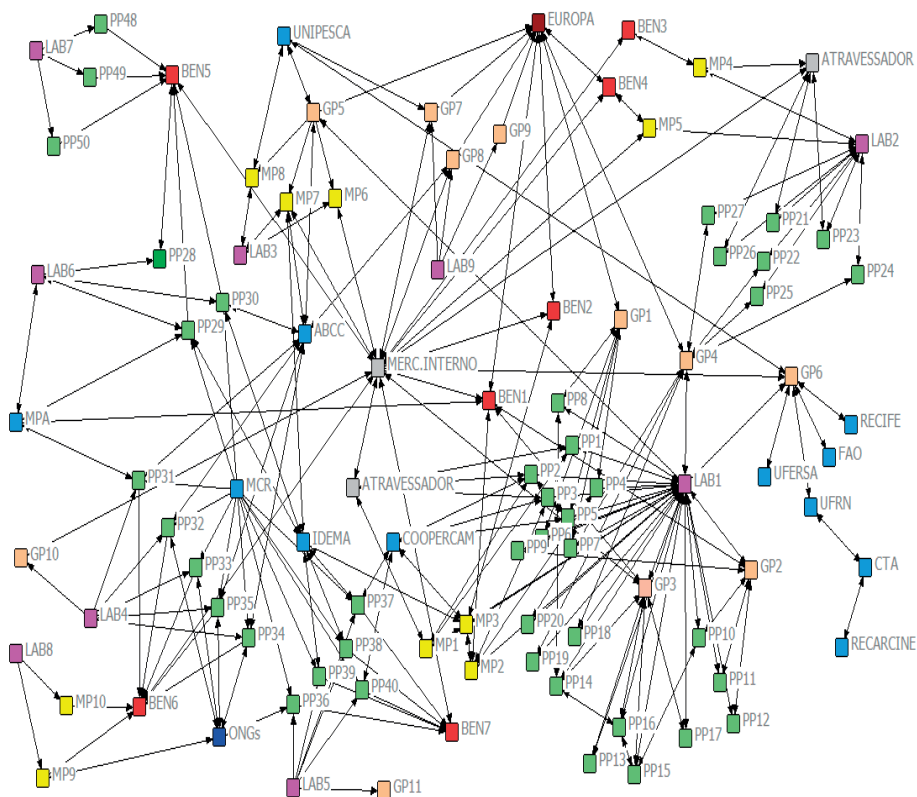 PP48
UNIPESCA
EUROPA
BEN3
LAB7
PP49
BEN5
MP4
ATRAVESSADOR
BEN4
GP5
GP7
GP9
MP5
PP50
GP8
LAB2
MP8
MP7
MP6
PP27
PP21
PP23
LAB3
PP26
PP22
PP28
LAB9
PP24
LAB6
PP25
PP30
BEN2
GP1
PP29
ABCC
MERC.INTERNO
GP4
GP6
BEN1
PP8
MPA
RECIFE
PP1
FAO
PP31
MCR
ATRAVESSADOR
PP2
PP4
LAB1
UFERSA
PP3
UFRN
PP32
PP5
IDEMA
COOPERCAM
PP6
PP9
PP7
GP10
PP33
GP2
CTA
GP3
PP35
PP37
LAB4
MP3
PP20
PP18
PP10
PP34
MP1
RECARCINE
LAB8
PP38
MP2
PP19
PP39
PP40
PP14
PP11
MP10
BEN6
PP36
PP16
PP12
ONGs
BEN7
PP17
PP13
PP15
MP9
LAB5
GP11